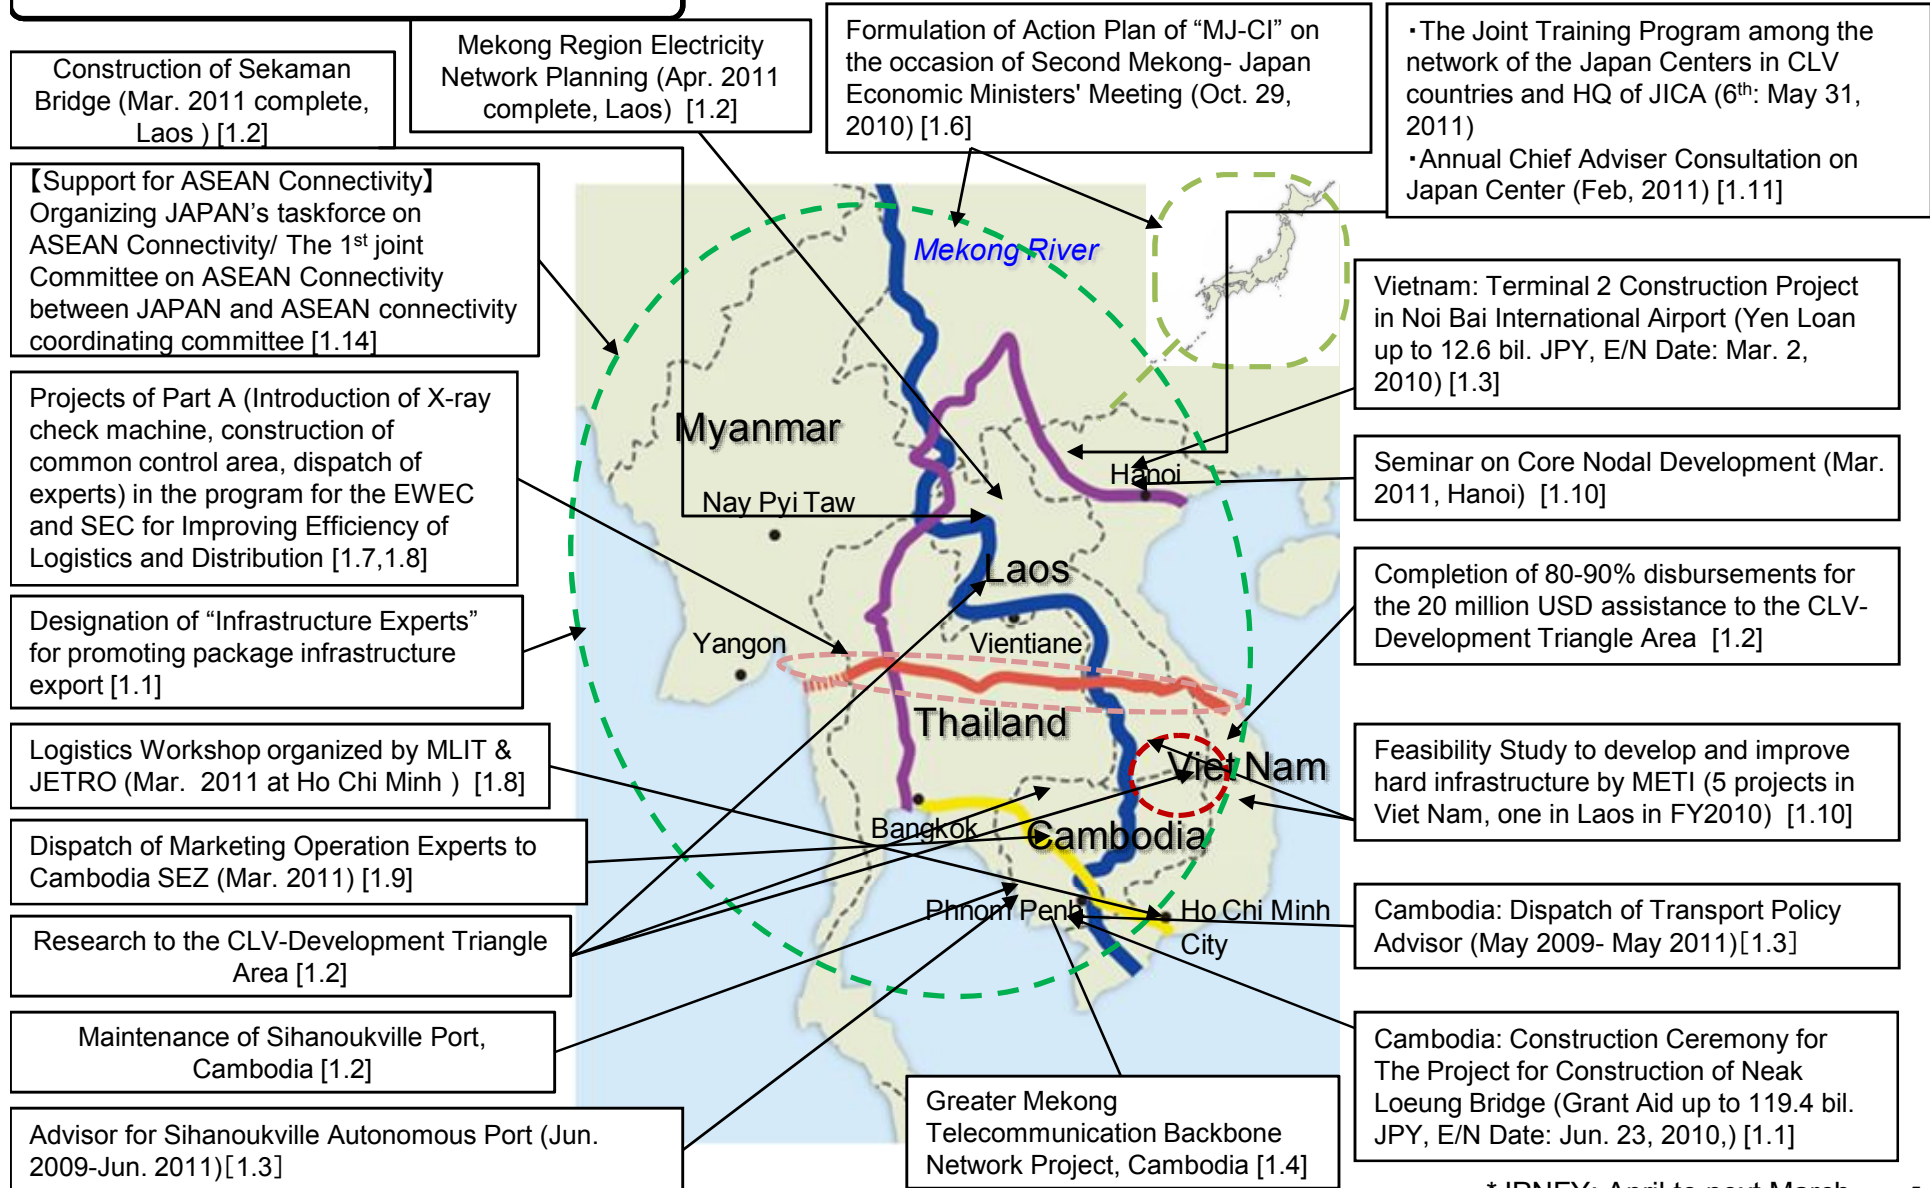 Construction of Sekaman
Bridge (Mar. 2011 complete,
Laos ) [1.2]
Mekong Region Electricity
Network Planning (Apr. 2011
complete, Laos)  [1.2]
Formulation of Action Plan of “MJ-CI” on
the occasion of Second Mekong- Japan
Economic Ministers' Meeting (Oct. 29,
2010) [1.6]
・The Joint Training Program among the
network of the Japan Centers in CLV
countries and HQ of JICA (6th: May 31,
2011)
・Annual Chief Adviser Consultation on
Japan Center (Feb, 2011) [1.11]
【Support for ASEAN Connectivity】
Organizing JAPAN’s taskforce on
ASEAN Connectivity/ The 1st joint
Committee on ASEAN Connectivity
between JAPAN and ASEAN connectivity
coordinating committee [1.14]
Projects of Part A (Introduction of X-ray
check machine, construction of
common control area, dispatch of
experts) in the program for the EWEC
and SEC for Improving Efficiency of
Logistics and Distribution [1.7,1.8]
Designation of “Infrastructure Experts”
for promoting package infrastructure
export [1.1]
Logistics Workshop organized by MLIT &
JETRO (Mar.  2011 at Ho Chi Minh )  [1.8]
Dispatch of Marketing Operation Experts to
Cambodia SEZ (Mar. 2011) [1.9]
Research to the CLV-Development Triangle
Area [1.2]
Maintenance of Sihanoukville Port,
Cambodia [1.2]
Advisor for Sihanoukville Autonomous Port (Jun.
2009-Jun. 2011)[1.3]
Mekong River
Myanmar
Hanoi
Nay Pyi Taw
Laos
Yangon
Vientiane
Thailand
Viet Nam
Bangkok
Cambodia
Phnom Penh
Ho Chi Minh
City
Vietnam: Terminal 2 Construction Project
in Noi Bai International Airport (Yen Loan
up to 12.6 bil. JPY, E/N Date: Mar. 2,
2010) [1.3]
Seminar on Core Nodal Development (Mar.
2011, Hanoi)  [1.10]
Completion of 80-90% disbursements for
the 20 million USD assistance to the CLV-
Development Triangle Area  [1.2]
Feasibility Study to develop and improve
hard infrastructure by METI (5 projects in
Viet Nam, one in Laos in FY2010)  [1.10]
Cambodia: Dispatch of Transport Policy
Advisor (May 2009- May 2011)[1.3]
Cambodia: Construction Ceremony for
The Project for Construction of Neak
Loeung Bridge (Grant Aid up to 119.4 bil.
JPY, E/N Date: Jun. 23, 2010,) [1.1]
Greater Mekong
Telecommunication Backbone
Network Project, Cambodia [1.4]
*JPNFY: April to next March